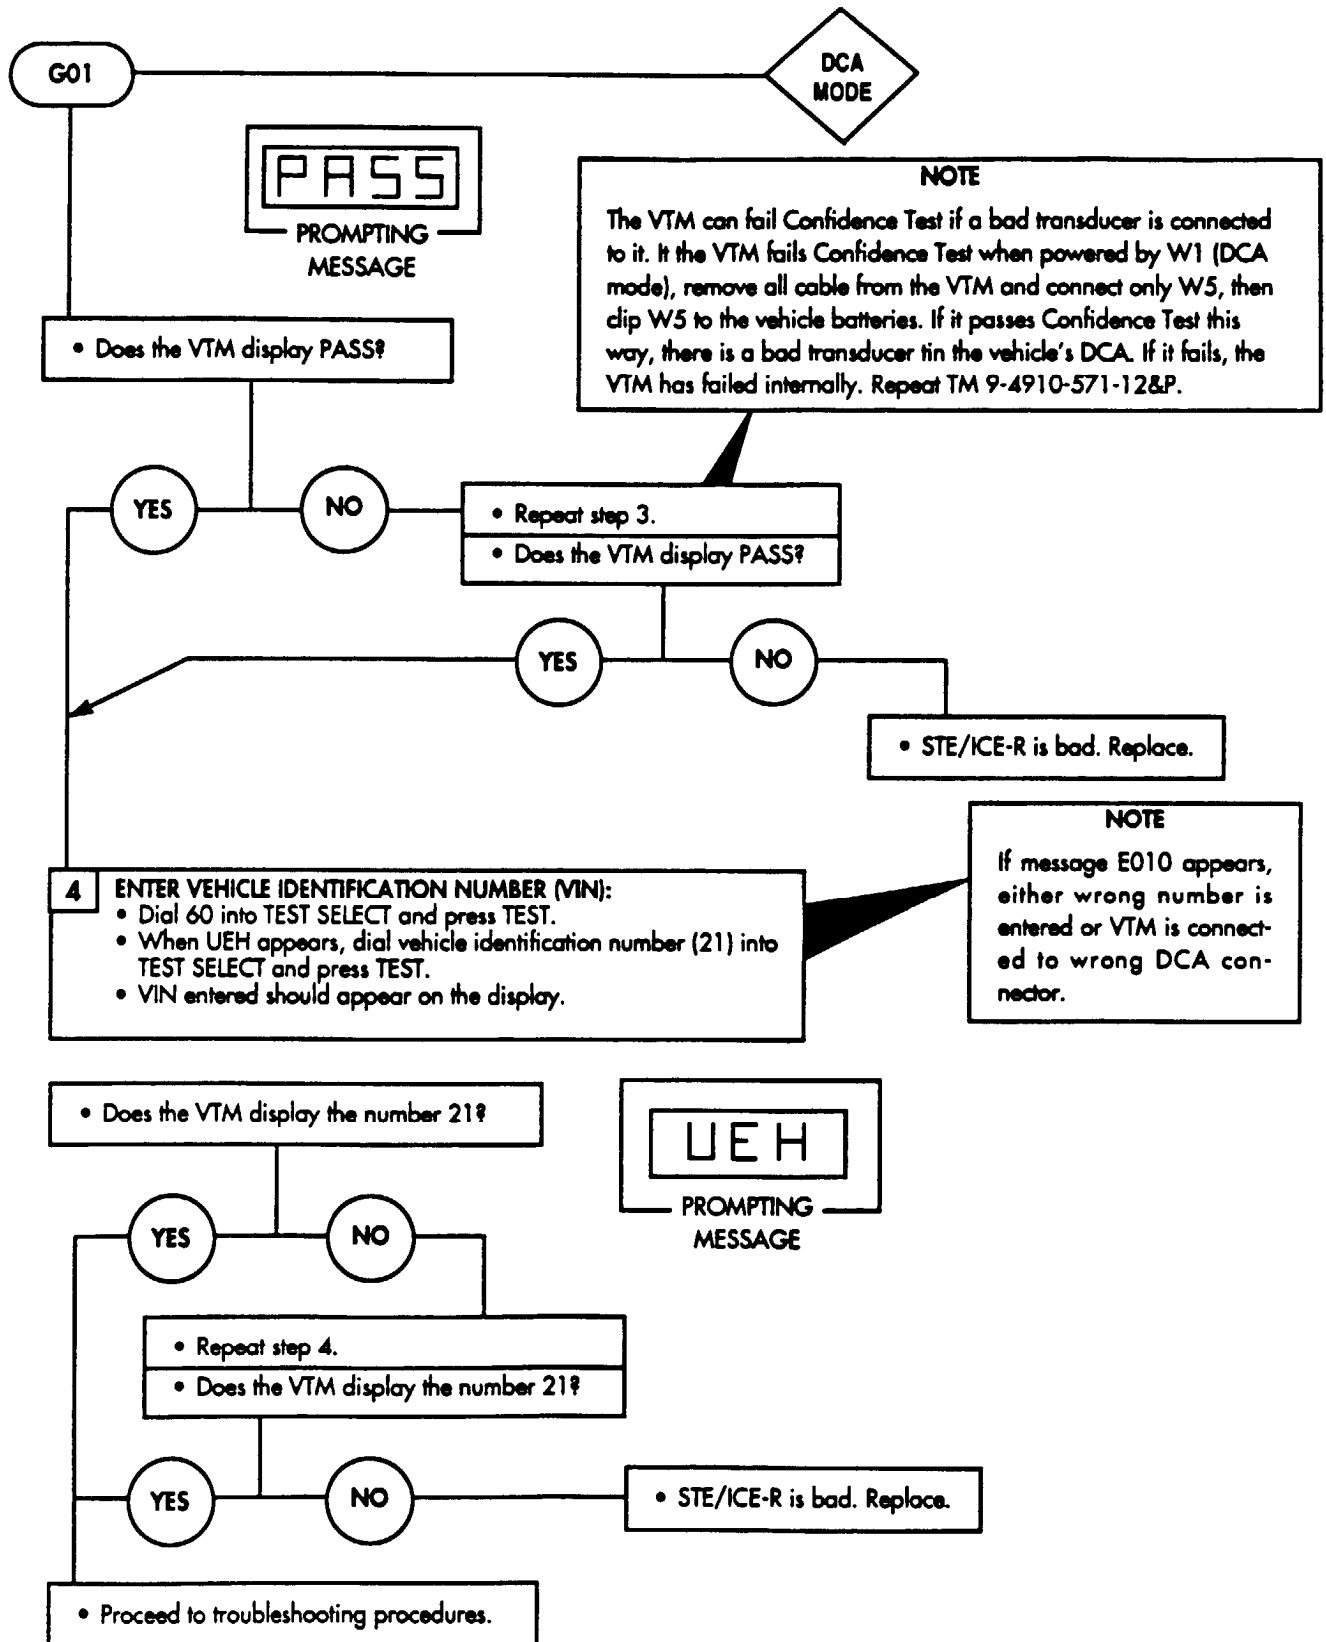 G01
DCA
MODE
PASS
PROMPTING
MESSAGE
NOTE
The VTM can fail Confidence Test if a bad transducer is connected
to it. It the VTM fails Confidence Test when powered by W1 (DCA
mode), remove all cable from the VTM and connect only W5, then
clip W5 to the vehicle batteries. If it passes Confidence Test this
way, there is a bad transducer tin the vehicle's DCA. If it fails, the
VTM has failed internally. Repeat TM 9-4910-571-12&P.
• Does the VTM display PASS?
YES
NO
• Repeat step 3.
• Does the VTM display PASS?
YES
NO
• STE/ICE-R is bad. Replace.
NOTE
If message E010 appears,
either wrong number is
entered or VTM is connect-
ed to wrong DCA con-
nector.
4 ENTER VEHICLE IDENTIFICATION NUMBER (VIN):
• Dial 60 into TEST SELECT and press TEST.
• When UEH appears, dial vehicle identification number (21) into
TEST SELECT and press TEST.
• VIN entered should appear on the display.
• Does the VTM display the number 21?
UEH
PROMPTING
MESSAGE
YES
NO
• Repeat step 4.
• Does the VTM display the number 21?
YES
NO
• STE/ICE-R is bad. Replace.
• Proceed to troubleshooting procedures.